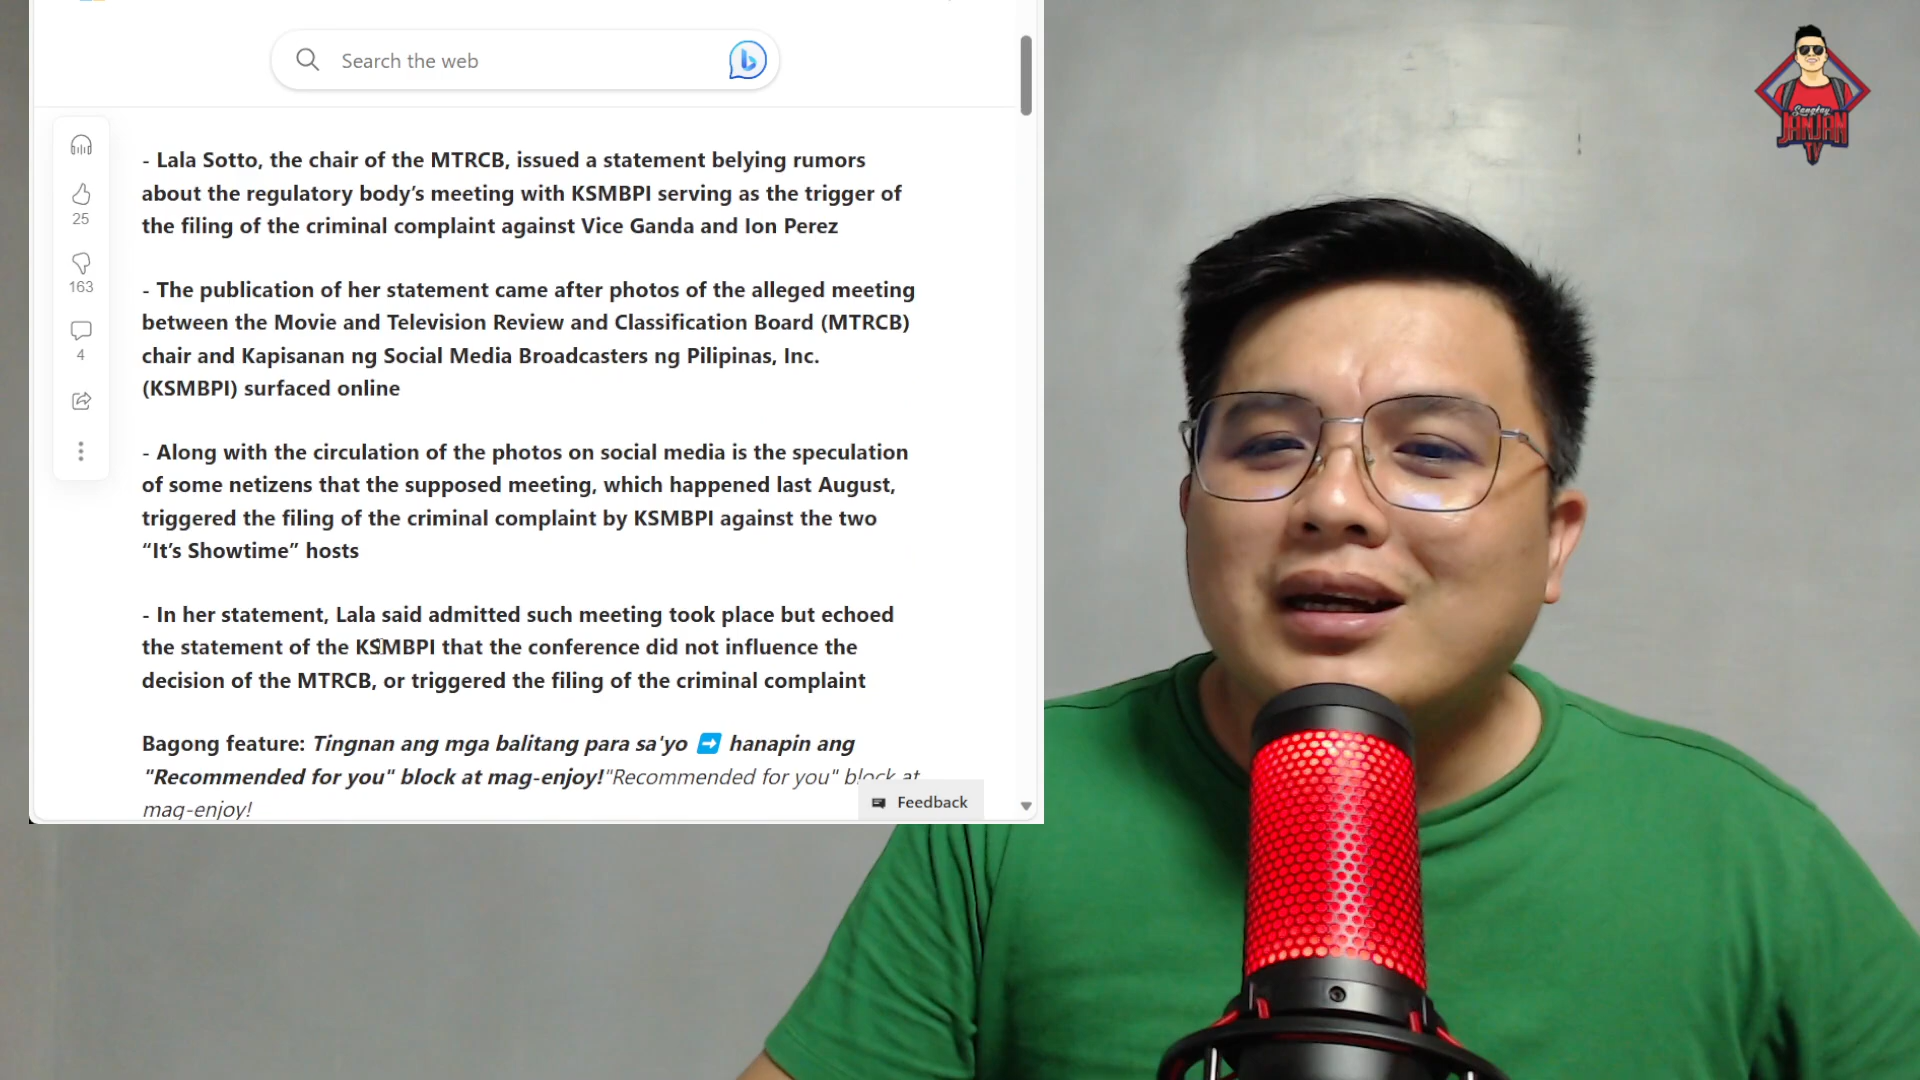 Search the web
- Lala Sotto, the chair of the MTRCB, issued a statement belying rumors
about the regulatory body's meeting with KSMBPI serving as the trigger of
the filing of the criminal complaint against Vice Ganda and Ion Perez
25
163
4
- The publication of her statement came after photos of the alleged meeting
between the Movie and Television Review and Classification Board (MTRCB)
chair and Kapisanan ng Social Media Broadcasters ng Pilipinas, Inc.
(KSMBPI) surfaced online
- Along with the circulation of the photos on social media is the speculation
of some netizens that the supposed meeting, which happened last August,
triggered the filing of the criminal complaint by KSMBPI against the two
“It's Showtime” hosts
- In her statement, Lala said admitted such meeting took place but echoed
the statement of the KSMBPI that the conference did not influence the
decision of the MTRCB, or triggered the filing of the criminal complaint
Bagong feature: Tingnan ang mga balitang para sa'yo ➡ hanapin ang
"Recommended for you" block at mag-enjoy!"Recommended for you" block at
mag-enjoy!
Feedback
Sangkay
JANJAN
TV